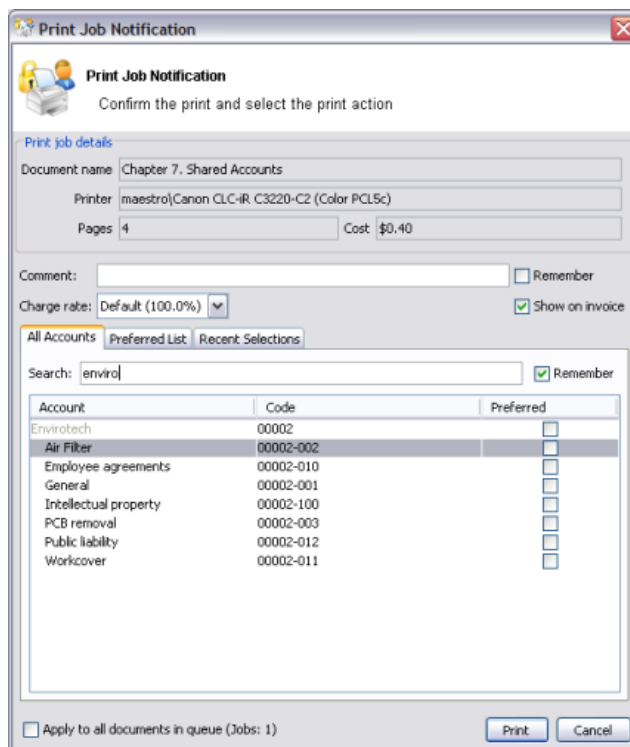 Print Job Notification
Print Job Notification
Confirm the print and select the print action
Print job details
Document name Chapter 7. Shared Accounts
Printer maestro\Canon CLC-iR C3220-C2 (Color PCL5c)
Pages 4 Cost $0.40
Comment: Remember
Charge rate: Default (100.0%) Show on invoice
All Accounts Preferred List Recent Selections
Search: enviro Remember
Account Code Preferred
Envirotech 00002
Air Filter 00002-002
Employee agreements 00002-010
General 00002-001
Intellectual property 00002-100
PCB removal 00002-003
Public liability 00002-012
Workcover 00002-011
Apply to all documents in queue (Jobs: 1) Print Cancel